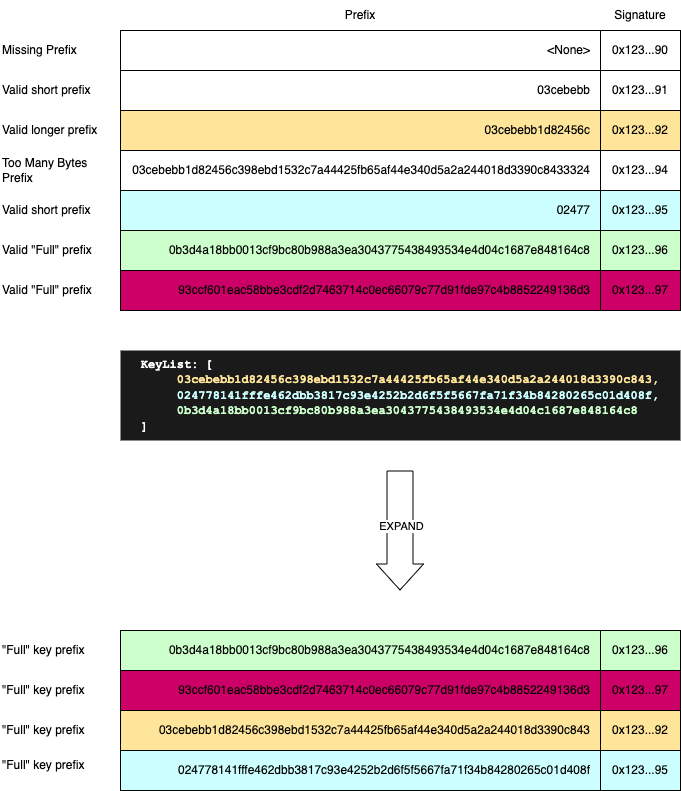 Prefix Signature
Missing Prefix <None> 0x123...90
Valid short prefix 03cebebb 0x123...91
Valid longer prefix 03cebebb1d82456c 0x123...92
Too Many Bytes
Prefix 03cebebb1d82456c398ebd1532c7a44425fb65af44e340d5a2a244018d3390c8433324 0x123...94
Valid short prefix 02477 0x123...95
Valid "Full" prefix 0b3d4a18bb0013cf9bc80b988a3ea3043775438493534e4d04c1687e848164c8 0x123...96
Valid "Full" prefix 93ccf601eac58bbe3cdf2d7463714c0ec66079c77d91fde97c4b8852249136d3 0x123...97
KeyList: [
03cebebb1d82456c398ebd1532c7a44425fb65af44e340d5a2a244018d3390c843,
024778141fffe462dbb3817c93e4252b2d6f5f5667fa71f34b84280265c01d408f,
0b3d4a18bb0013cf9bc80b988a3ea3043775438493534e4d04c1687e848164c8
]
EXPAND
"Full" key prefix 0b3d4a18bb0013cf9bc80b988a3ea3043775438493534e4d04c1687e848164c8 0x123...96
"Full" key prefix 93ccf601eac58bbe3cdf2d7463714c0ec66079c77d91fde97c4b8852249136d3 0x123...97
"Full" key prefix 03cebebb1d82456c398ebd1532c7a44425fb65af44e340d5a2a244018d3390c843 0x123...92
"Full" key prefix 024778141fffe462dbb3817c93e4252b2d6f5f5667fa71f34b84280265c01d408f 0x123...95